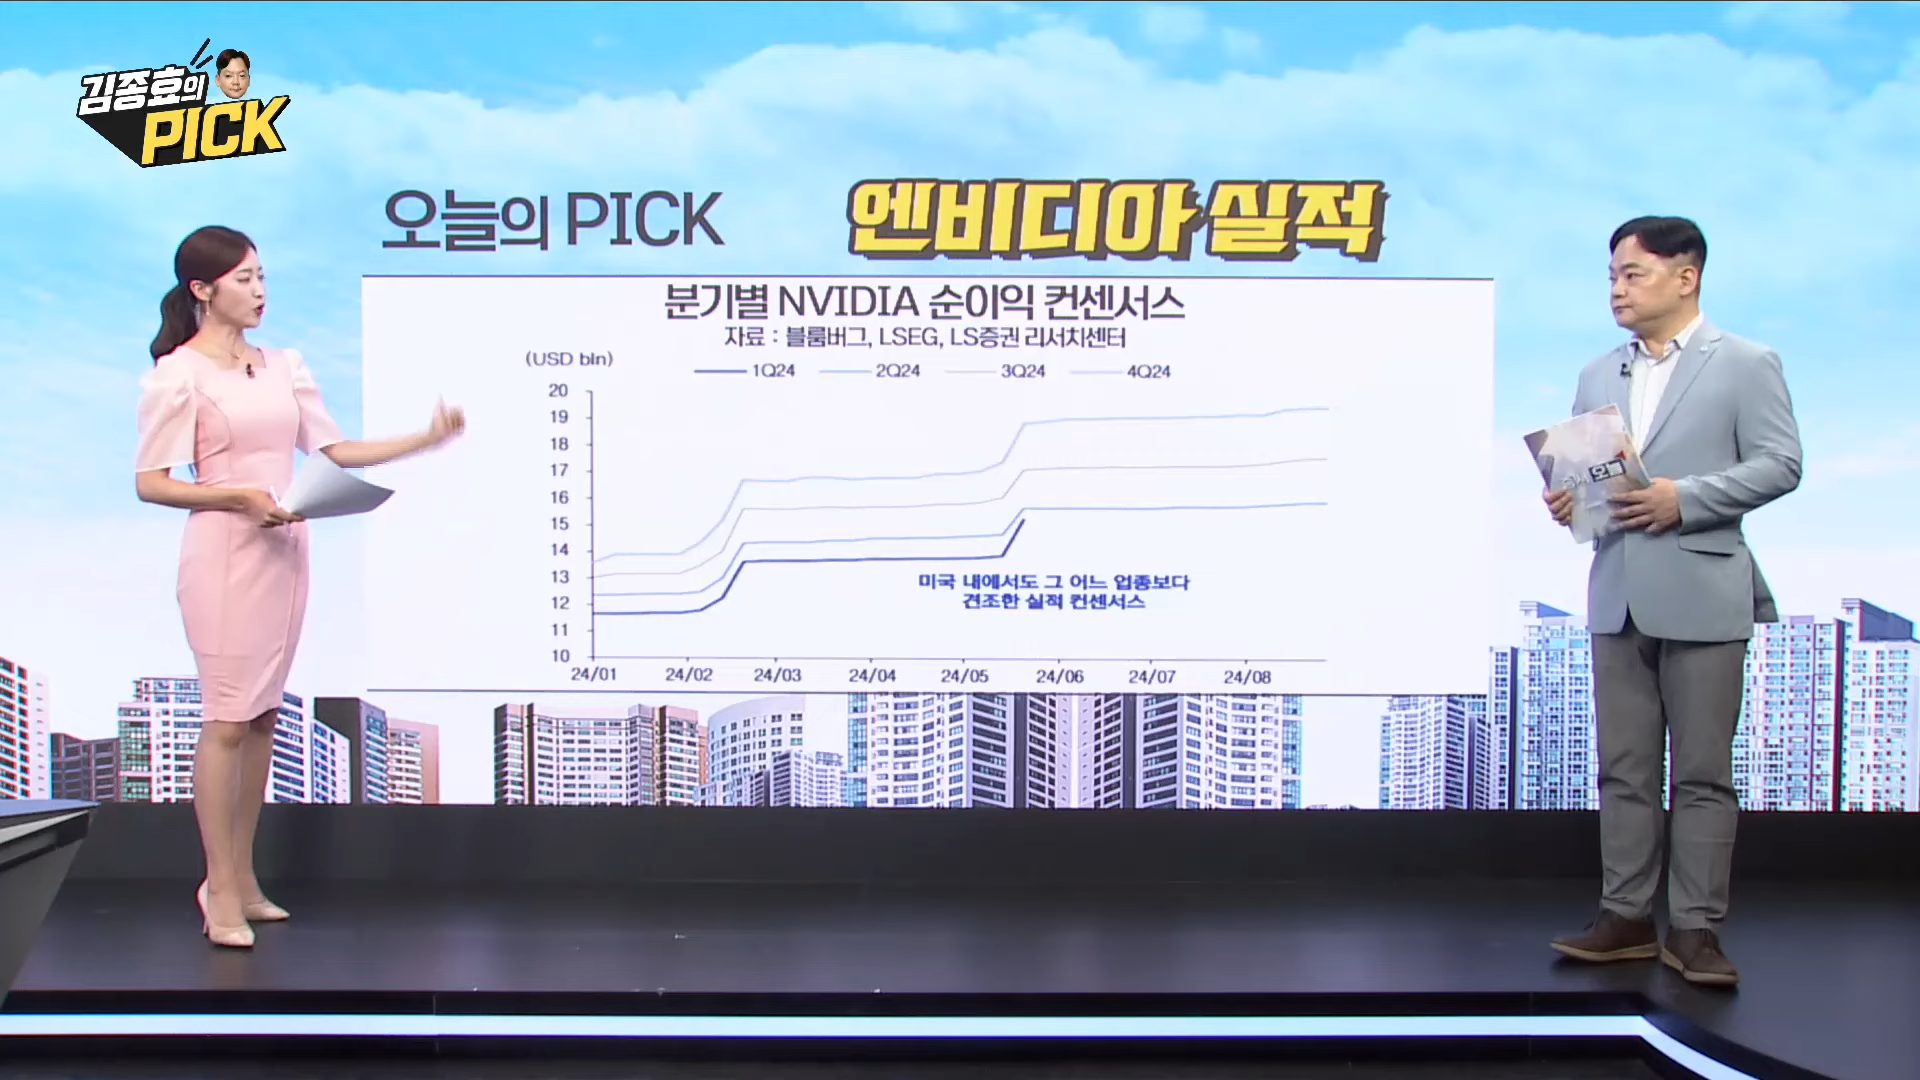 김종효의
PICK
오늘의 PICK
엔비디아 실적
분기별 NVIDIA 순이익 컨센서스
자료 : 블룸버그, LSEG, LS증권 리서치센터
(USD bln)
1Q24 2Q24 3Q24 4Q24
20
19
18
17
16
15
14
13
12
11
10
24/01 24/02 24/03 24/04 24/05 24/06 24/07 24/08
미국 내에서도 그 어느 업종보다
견조한 실적 컨센서스
오늘